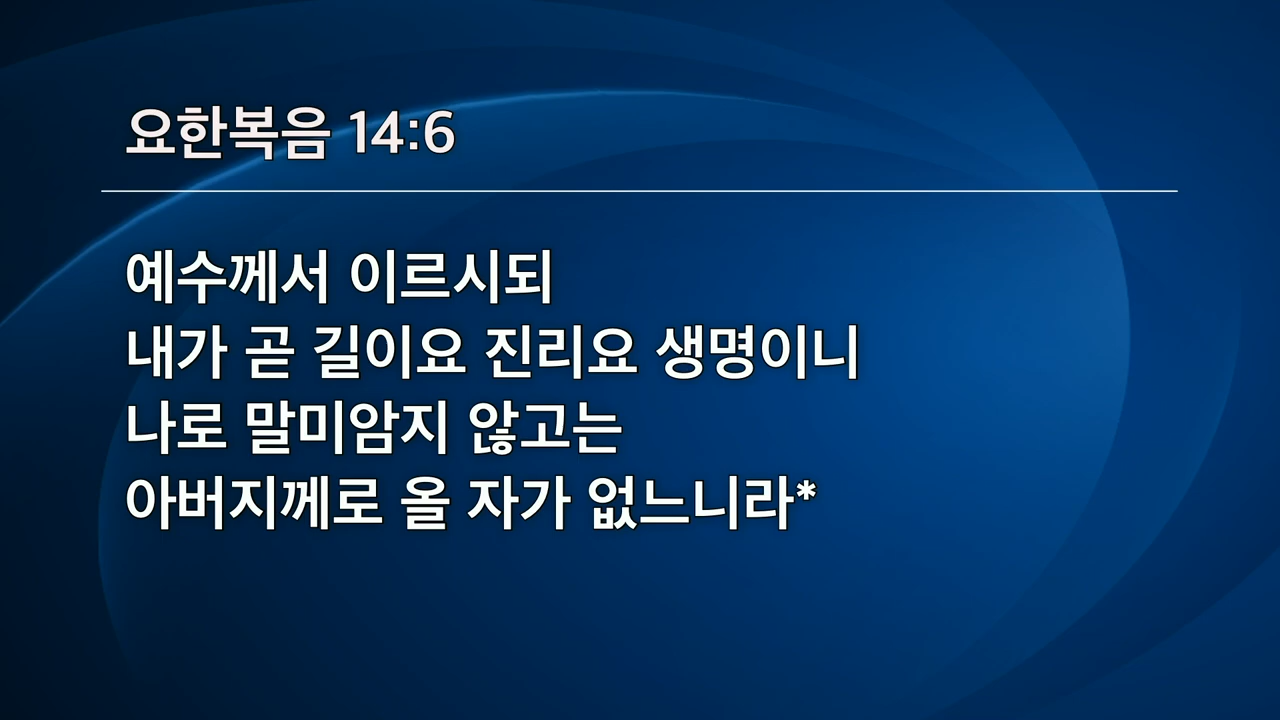 요한복음 14:6
예수께서 이르시되
내가 곧 길이요 진리요 생명이니
나로 말미암지 않고는
아버지께로 올 자가 없느니라*